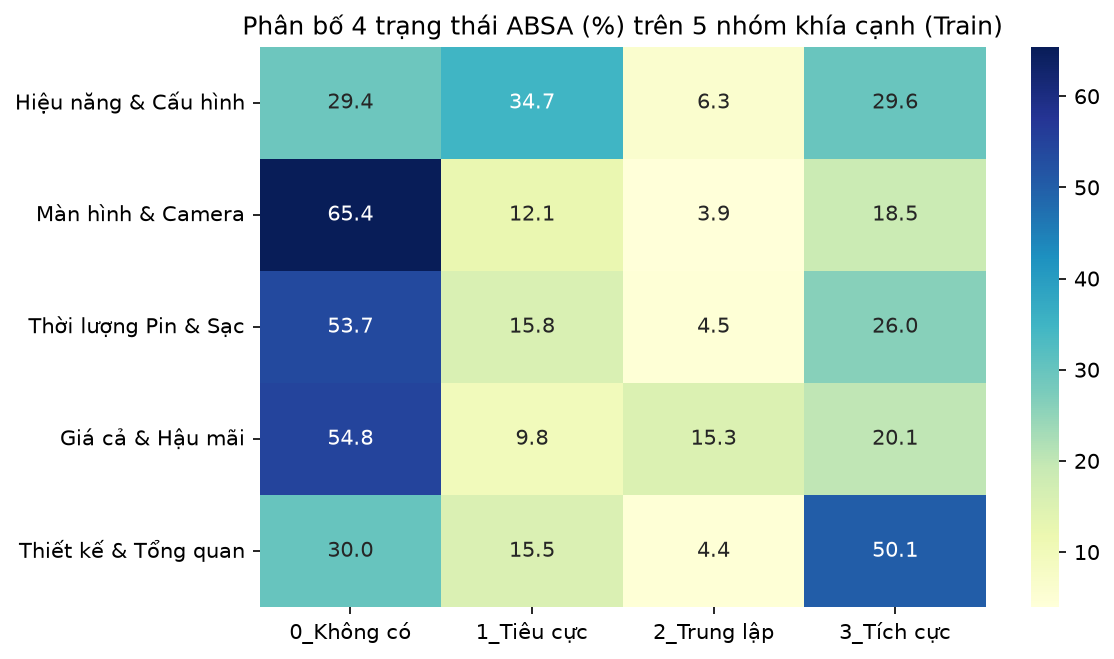 Phân bố 4 trạng thái ABSA (%) trên 5 nhóm khía cạnh (Train)
Hiệu năng & Cấu hình 29.4 34.7 6.3 29.6
Màn hình & Camera 65.4 12.1 3.9 18.5
Thời lượng Pin & Sạc 53.7 15.8 4.5 26.0
Giá cả & Hậu mãi 54.8 9.8 15.3 20.1
Thiết kế & Tổng quan 30.0 15.5 4.4 50.1
0_Không có 1_Tiêu cực 2_Trung lập 3_Tích cực
60
50
40
30
20
10